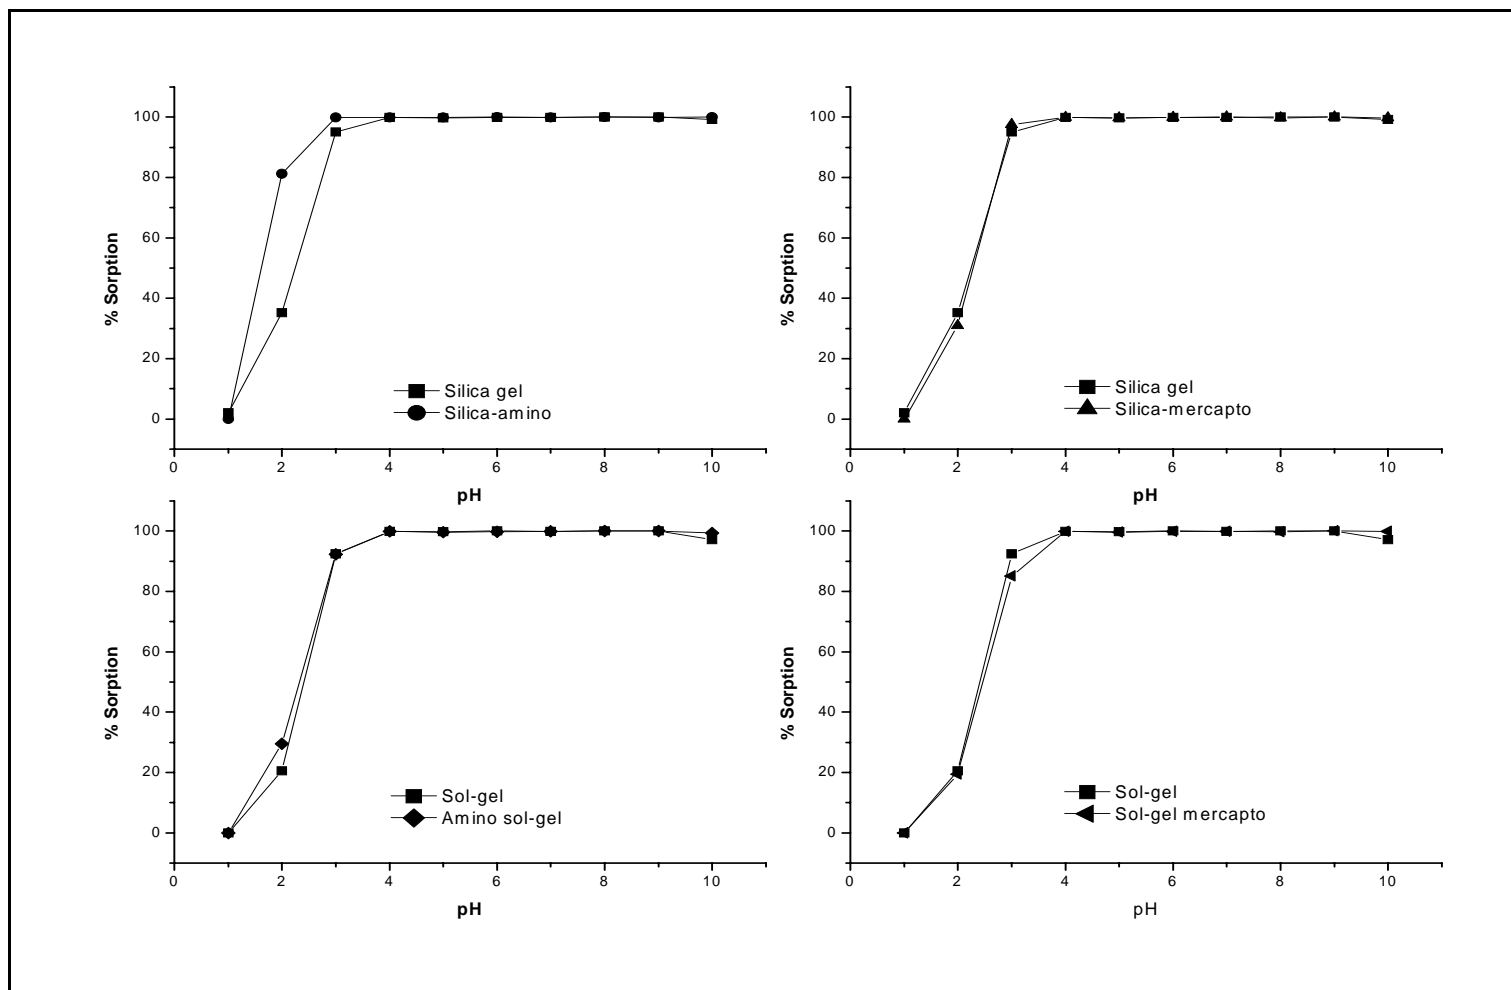 100
80
60
40
20
0
% Sorption
Silica gel
Silica-amino
0 2 4 6 8 10
pH
100
80
60
40
20
0
% Sorption
Silica gel
Silica-mercapto
0 2 4 6 8 10
pH
100
80
60
40
20
0
% Sorption
Sol-gel
Amino sol-gel
0 2 4 6 8 10
pH
100
80
60
40
20
0
% Sorption
Sol-gel
Sol-gel mercapto
0 2 4 6 8 10
pH